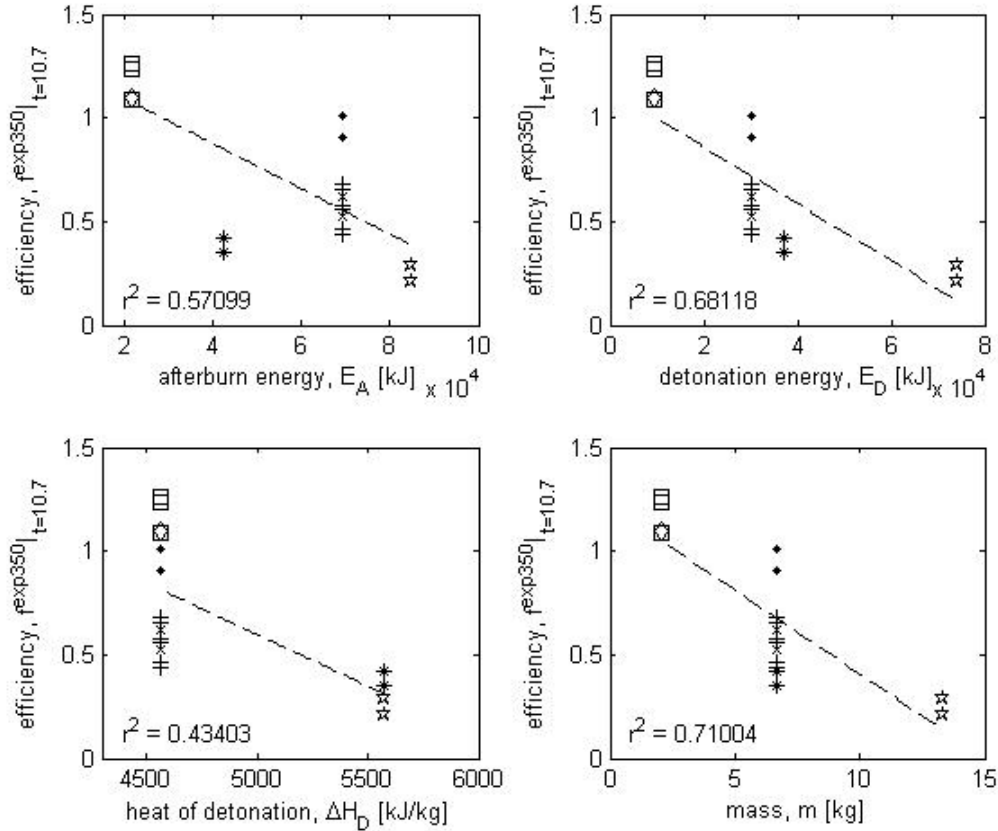 1.5
1
0.5
0
efficiency, f^exp350|_t=10.7
r² = 0.57099
2 4 6 8 10
afterburn energy, E_A [kJ] x 10⁴
1.5
1
0.5
0
efficiency, f^exp350|_t=10.7
r² = 0.68118
0 2 4 6 8
detonation energy, E_D [kJ] x 10⁴
1.5
1
0.5
0
efficiency, f^exp350|_t=10.7
r² = 0.43403
4500 5000 5500 6000
heat of detonation, ΔH_D [kJ/kg]
1.5
1
0.5
0
efficiency, f^exp350|_t=10.7
r² = 0.71004
0 5 10 15
mass, m [kg]